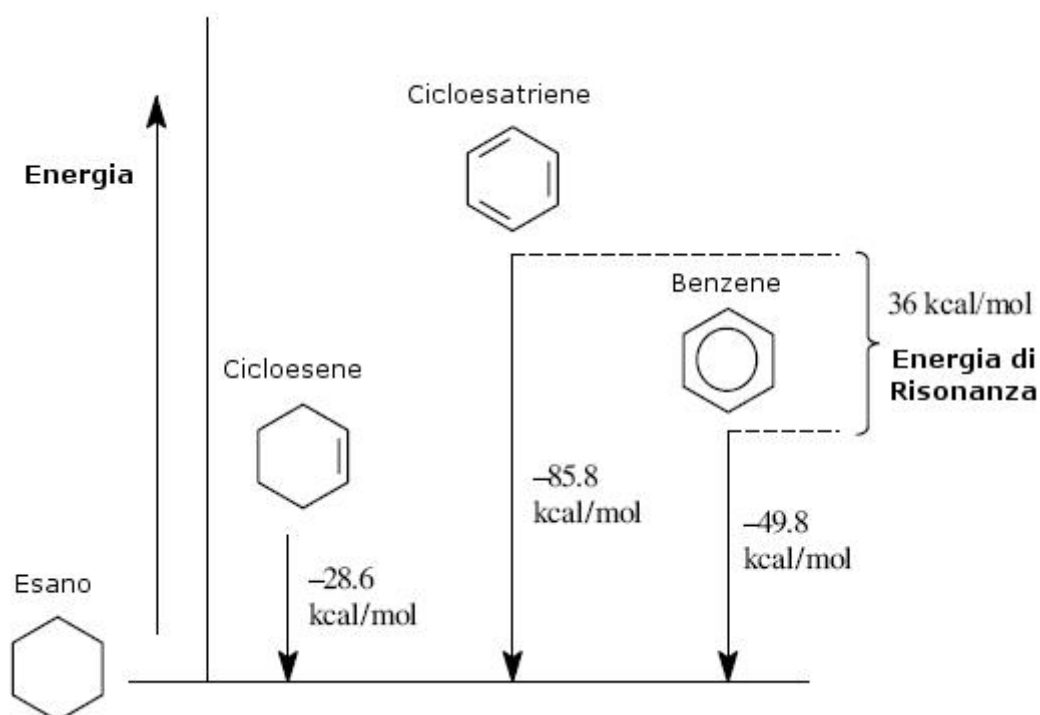 Cicloesatriene
Energia
Benzene
36 kcal/mol
Energia di
Risonanza
Cicloesene
–85.8
kcal/mol
–49.8
kcal/mol
–28.6
kcal/mol
Esano